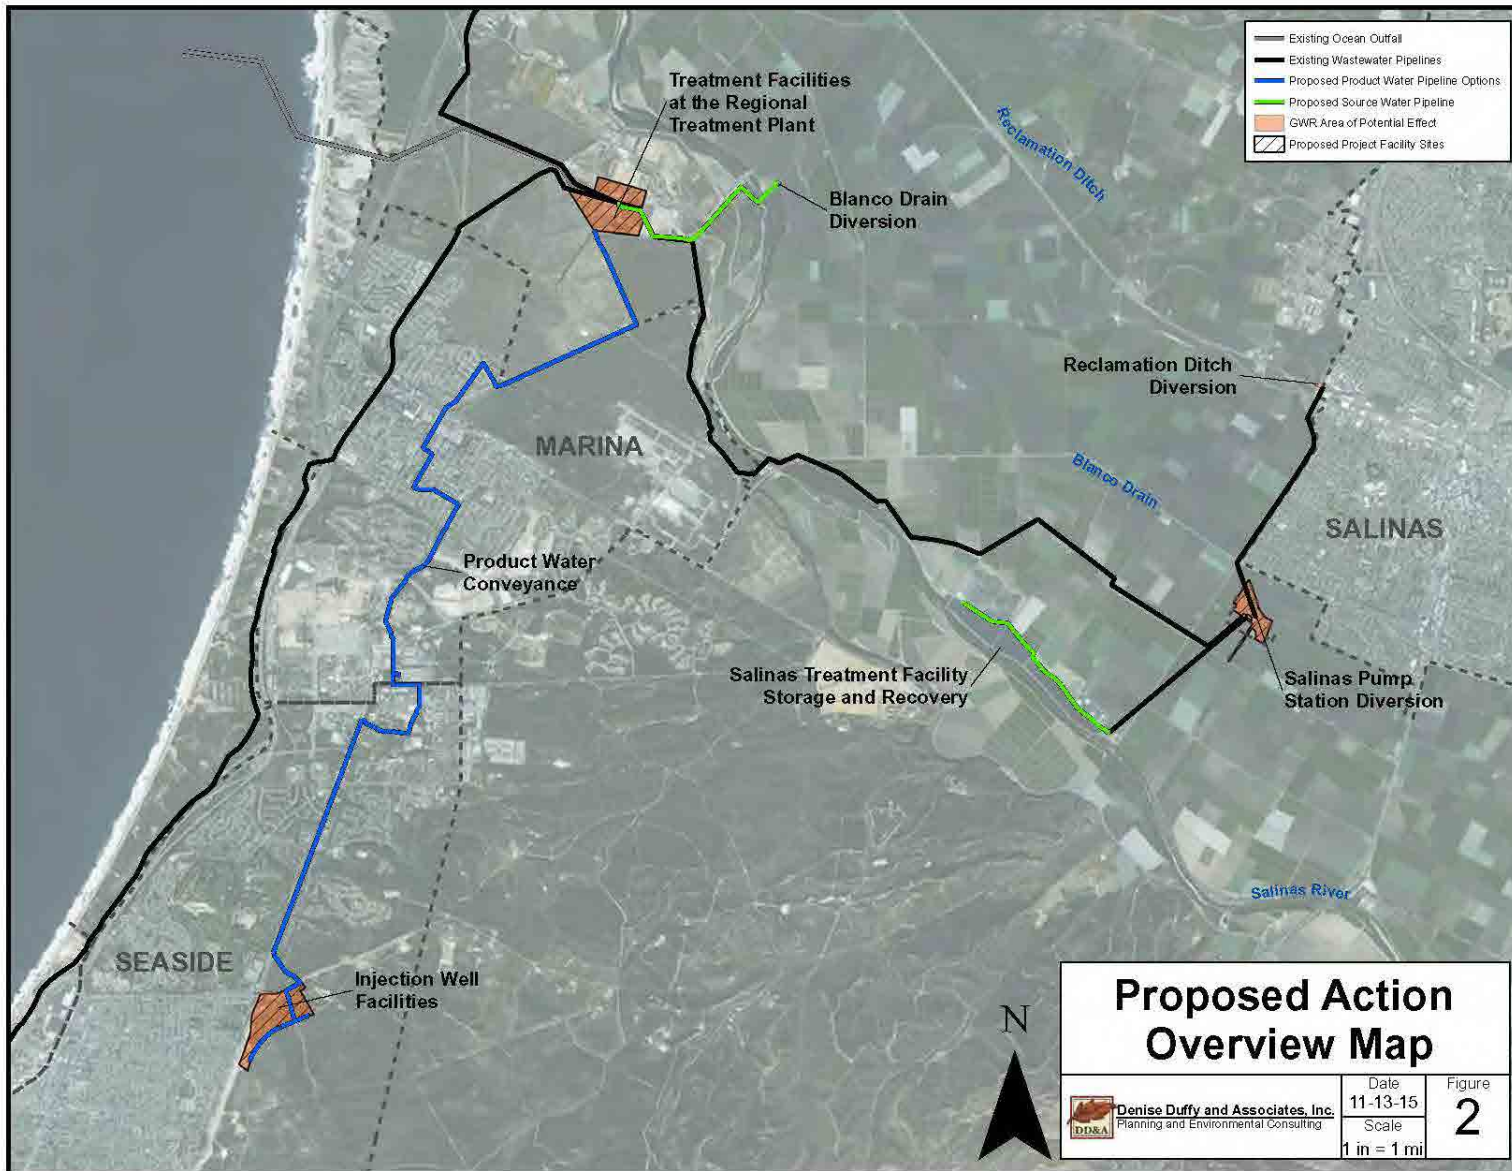 Existing Ocean Outfall
Existing Wastewater Pipelines
Proposed Product Water Pipeline Options
Proposed Source Water Pipeline
GWR Area of Potential Effect
Proposed Project Facility Sites
Treatment Facilities
at the Regional
Treatment Plant
Reclamation Ditch
Blanco Drain
Diversion
Reclamation Ditch
Diversion
MARINA
Blanco Drain
SALINAS
Product Water
Conveyance
Salinas Treatment Facility
Storage and Recovery
Salinas Pump
Station Diversion
Salinas River
SEASIDE
Injection Well
Facilities
N
Proposed Action
Overview Map
DD&A
Denise Duffy and Associates, Inc.
Planning and Environmental Consulting
Date
11-13-15
Scale
1 in = 1 mi
Figure
2